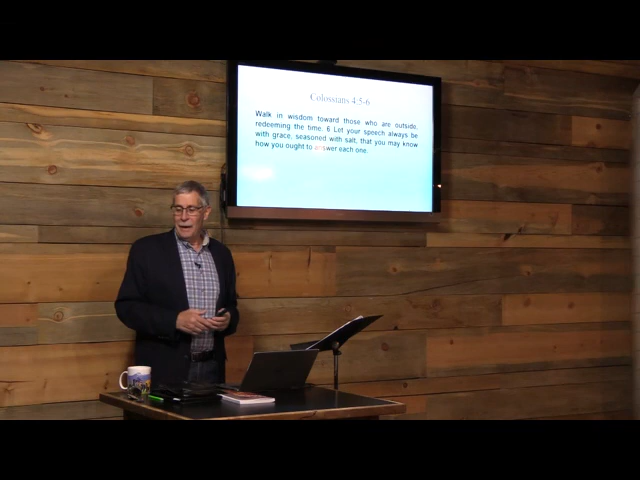 Colossians 4:5-6
Walk in wisdom toward those who are outside,
redeeming the time. 6 Let your speech always be
with grace, seasoned with salt, that you may know
how you ought to answer each one.